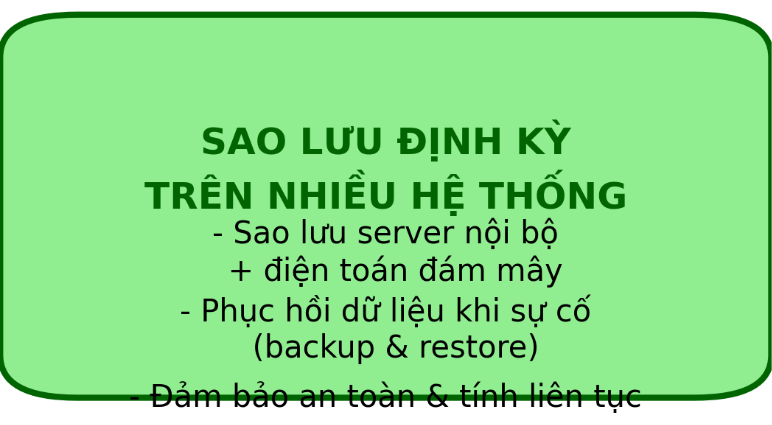 SAO LƯU ĐỊNH KỲ
TRÊN NHIỀU HỆ THỐNG
- Sao lưu server nội bộ
+ điện toán đám mây
- Phục hồi dữ liệu khi sự cố
(backup & restore)
- Đảm bảo an toàn & tính liên tục